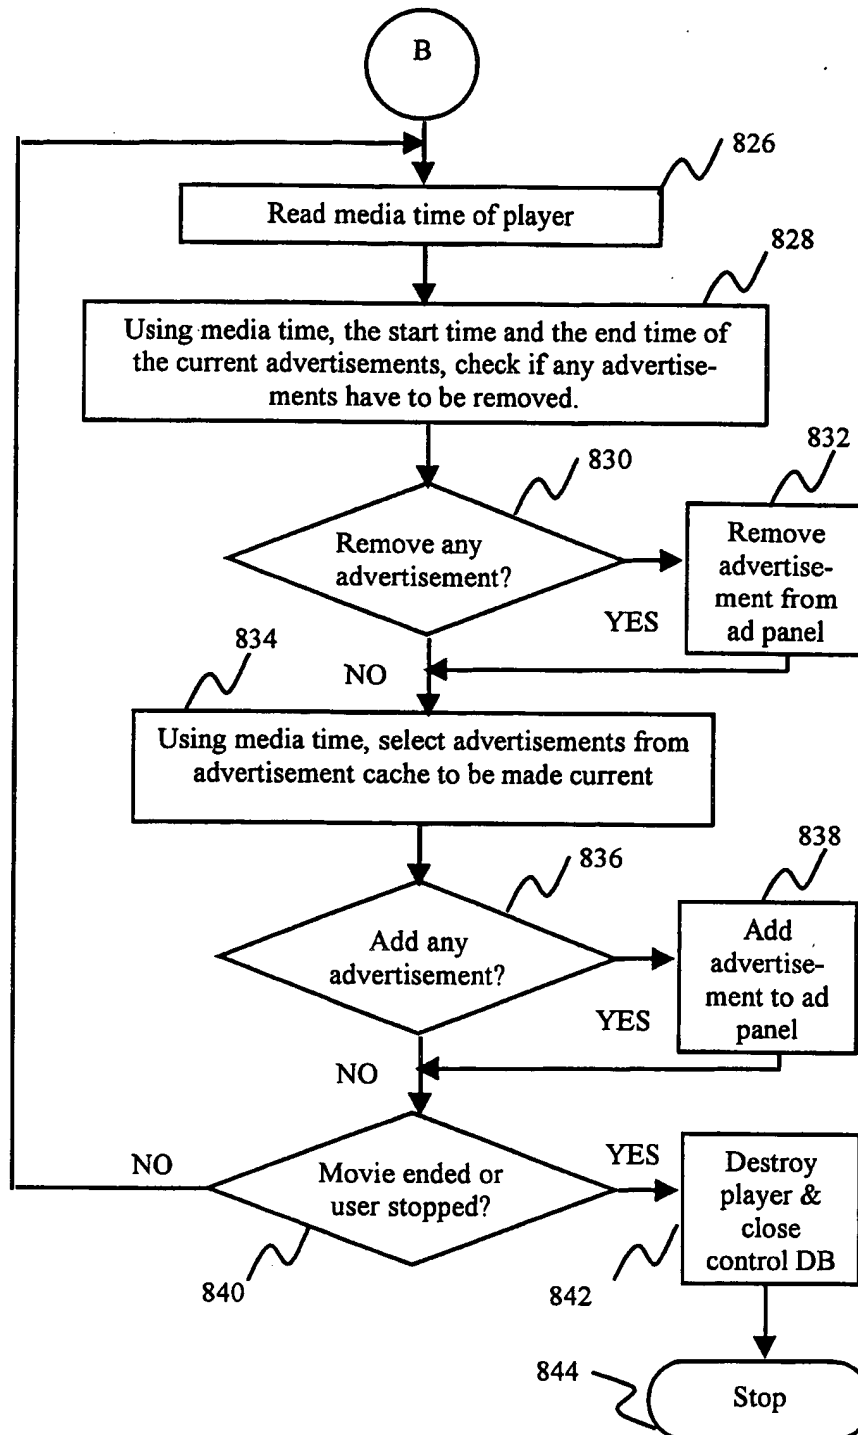 B
826
Read media time of player
828
Using media time, the start time and the end time of
the current advertisements, check if any advertise-
ments have to be removed.
830
832
Remove any
advertisement?
YES
Remove
advertise-
ment from
ad panel
834
NO
Using media time, select advertisements from
advertisement cache to be made current
836
838
Add any
advertisement?
YES
Add
advertise-
ment to ad
panel
NO
NO
Movie ended or
user stopped?
YES
Destroy
player &
close
control DB
840
842
844
Stop